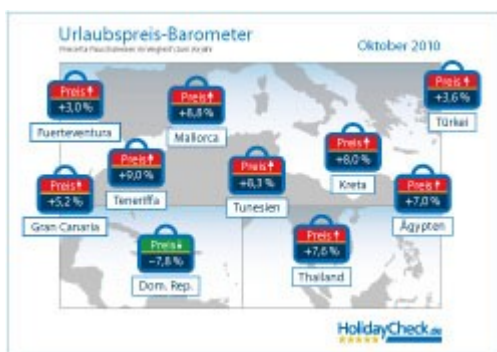 Urlaubspreis-Barometer
Oktober 2010
Preis
+3,0 %
Fuerteventura
Preis
+8,8 %
Mallorca
Preis
+3,6 %
Türkei
Preis
+5,2 %
Gran Canaria
Preis
+9,0 %
Teneriffa
Preis
+8,3 %
Tunesien
Preis
+8,0 %
Kreta
Preis
+7,0 %
Ägypten
Preis
-7,8 %
Dom. Rep.
Preis
+7,6 %
Thailand
HolidayCheck.de